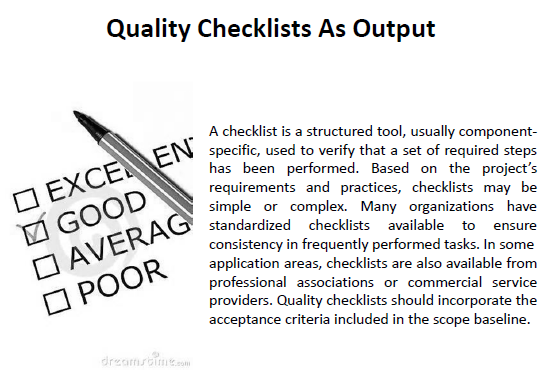 Quality Checklists As Output
A checklist is a structured tool, usually component-
specific, used to verify that a set of required steps
has been performed. Based on the project's
requirements and practices, checklists may be
simple or complex. Many organizations have
standardized checklists available to ensure
consistency in frequently performed tasks. In some
application areas, checklists are also available from
professional associations or commercial service
providers. Quality checklists should incorporate the
acceptance criteria included in the scope baseline.
EXCEL ENT
GOOD
AVERAG
POOR
dreamstime.com